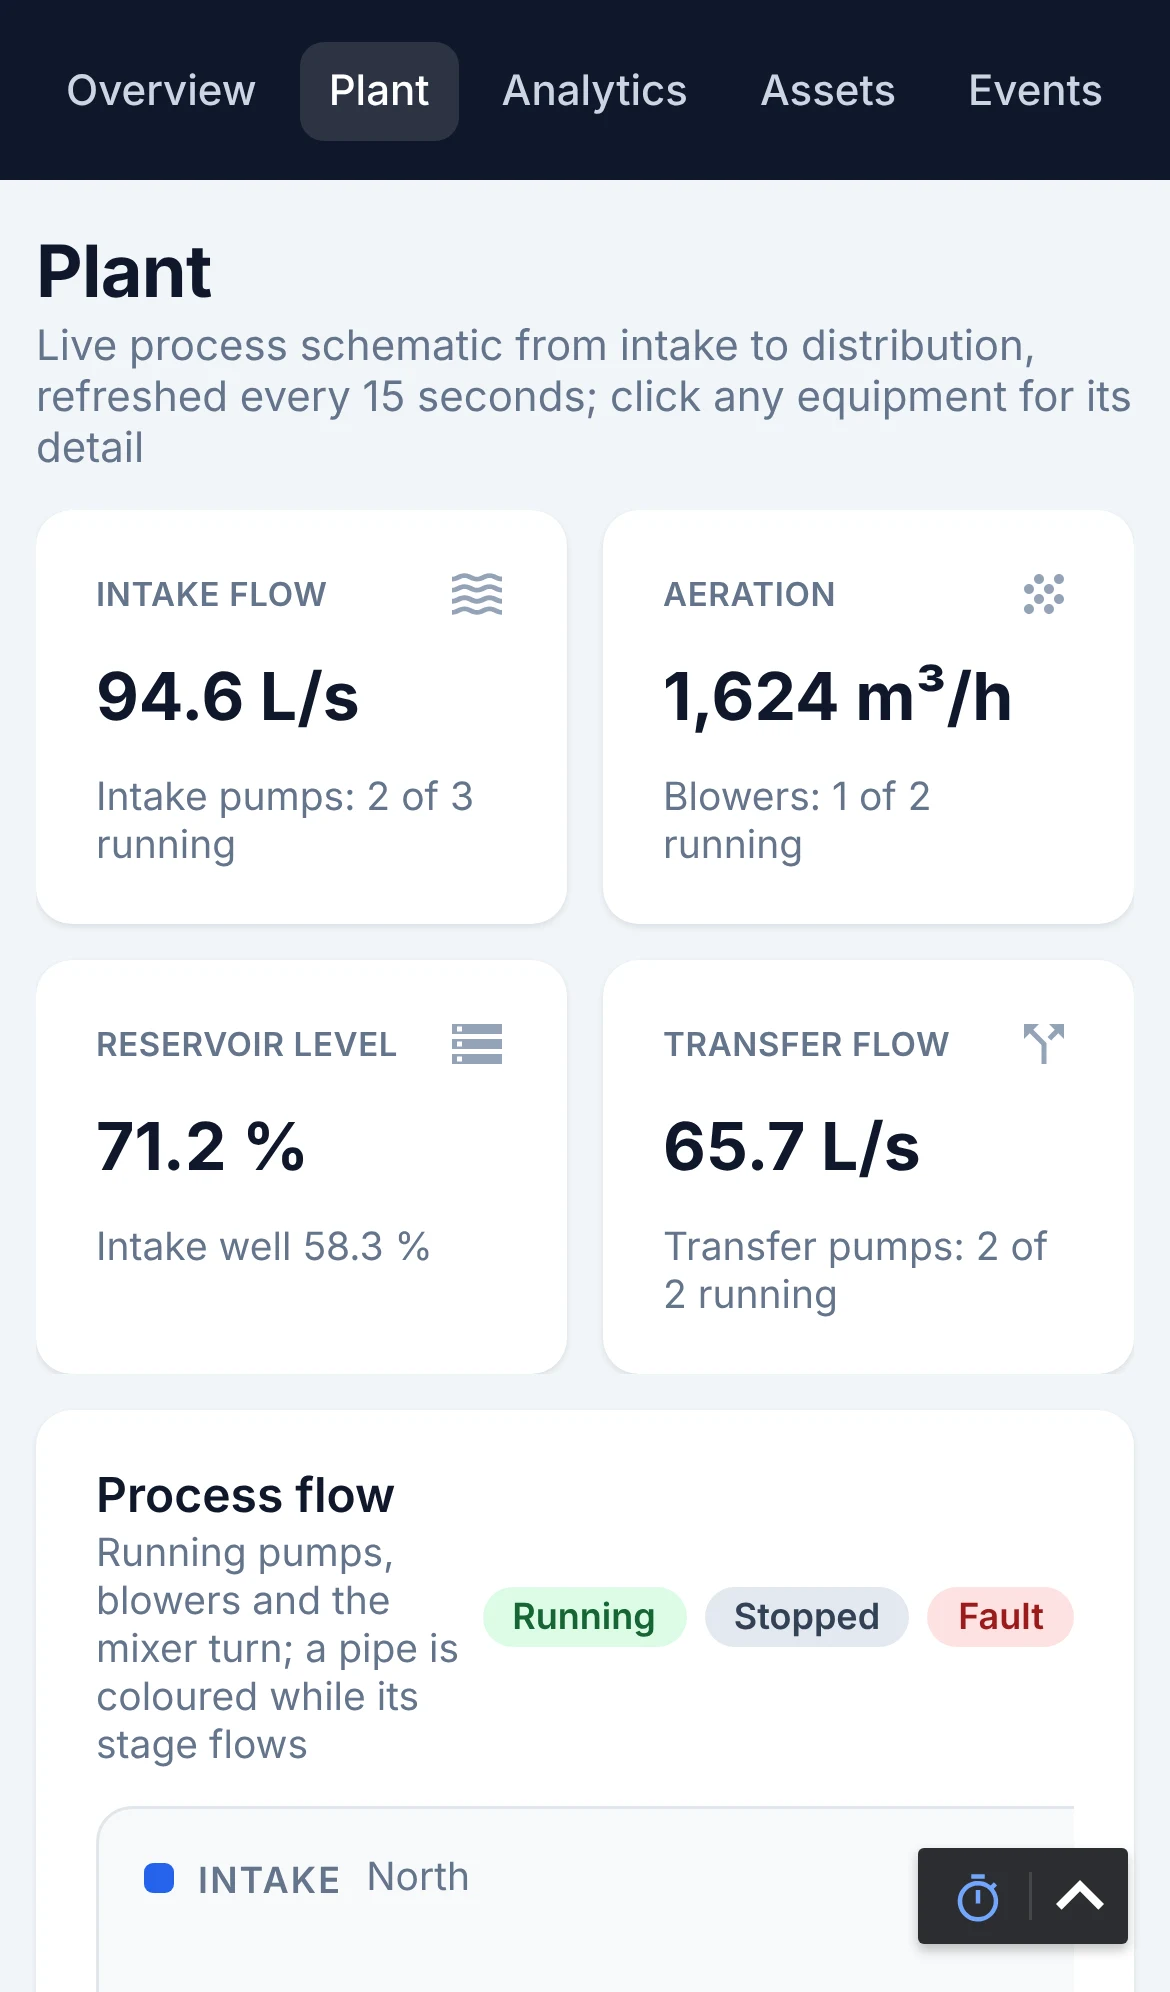 Overview Plant Analytics Assets Events
Plant
Live process schematic from intake to distribution,
refreshed every 15 seconds; click any equipment for its
detail
INTAKE FLOW
94.6 L/s
Intake pumps: 2 of 3
running
AERATION
1,624 m³/h
Blowers: 1 of 2
running
RESERVOIR LEVEL
71.2 %
Intake well 58.3 %
TRANSFER FLOW
65.7 L/s
Transfer pumps: 2 of
2 running
Process flow
Running pumps,
blowers and the
mixer turn; a pipe is
coloured while its
stage flows
Running Stopped Fault
INTAKE North